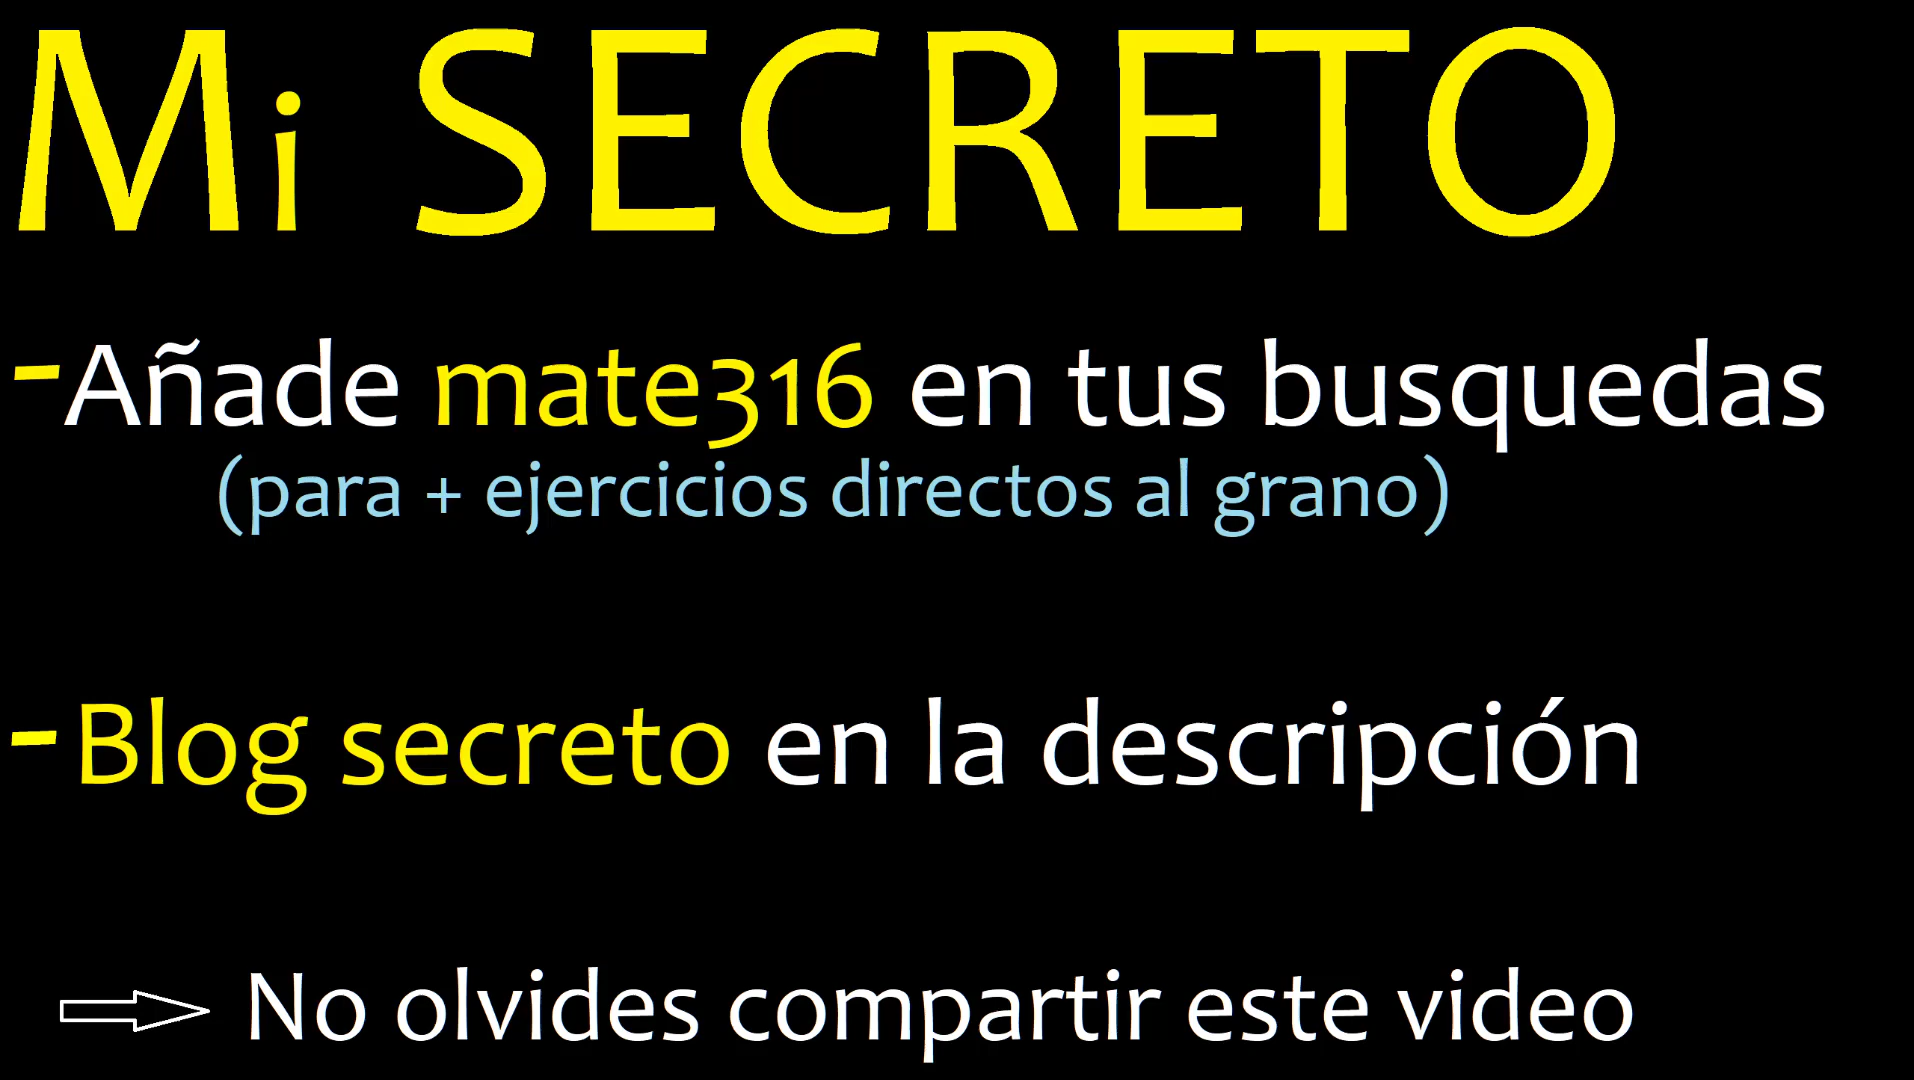 Mi SECRETO
-Añade mate316 en tus busquedas
(para + ejercicios directos al grano)
-Blog secreto en la descripción
No olvides compartir este video